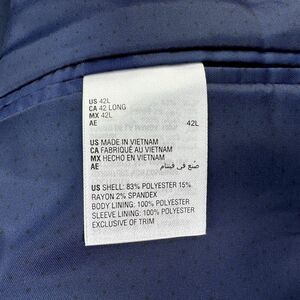 US 42L
CA 42 LONG
MX 42L
AE 42L
US MADE IN VIETNAM
CA FABRIQUÉ AU VIETNAM
MX HECHO EN VIETNAM
AE صنع في فيتنام
US SHELL: 83% POLYESTER 15%
RAYON 2% SPANDEX
BODY LINING: 100% POLYESTER
SLEEVE LINING: 100% POLYESTER
EXCLUSIVE OF TRIM